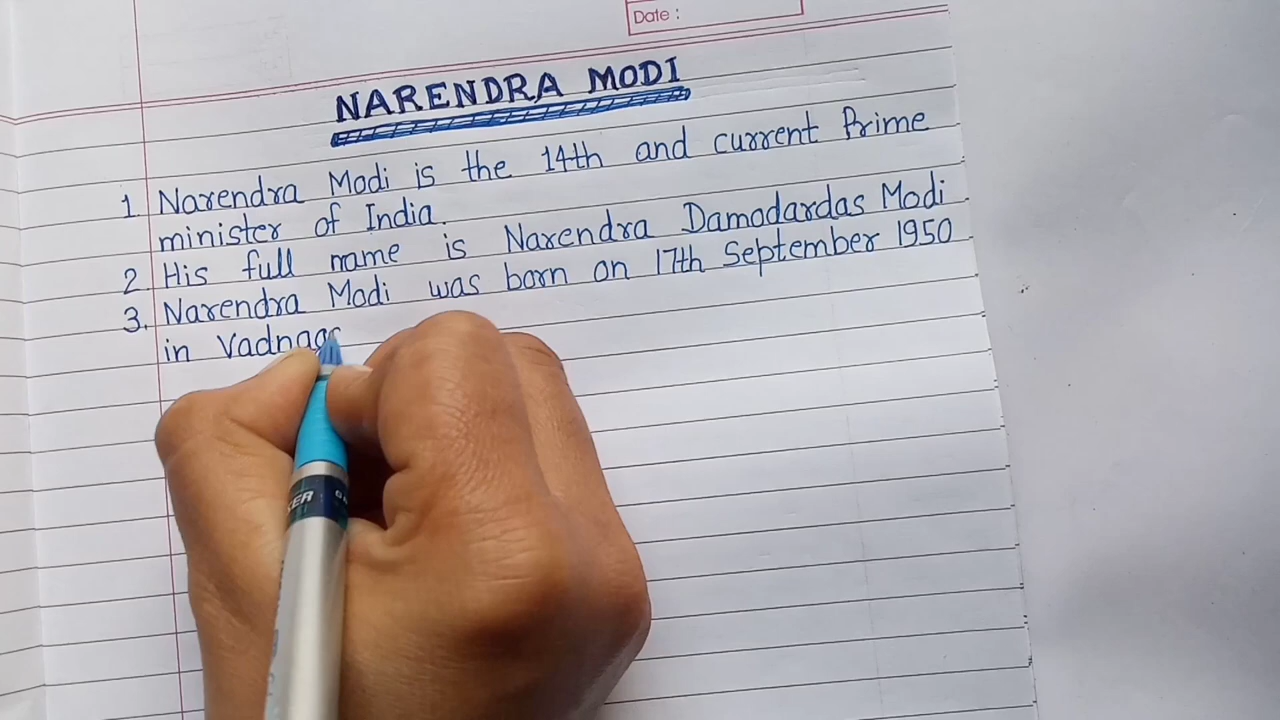 Date :
NARENDRA MODI
1. Narendra Modi is the 14th and current Prime
minister of India.
2. His full name is Narendra Damodardas Modi
3. Narendra Modi was born on 17th September 1950
in Vadnaga